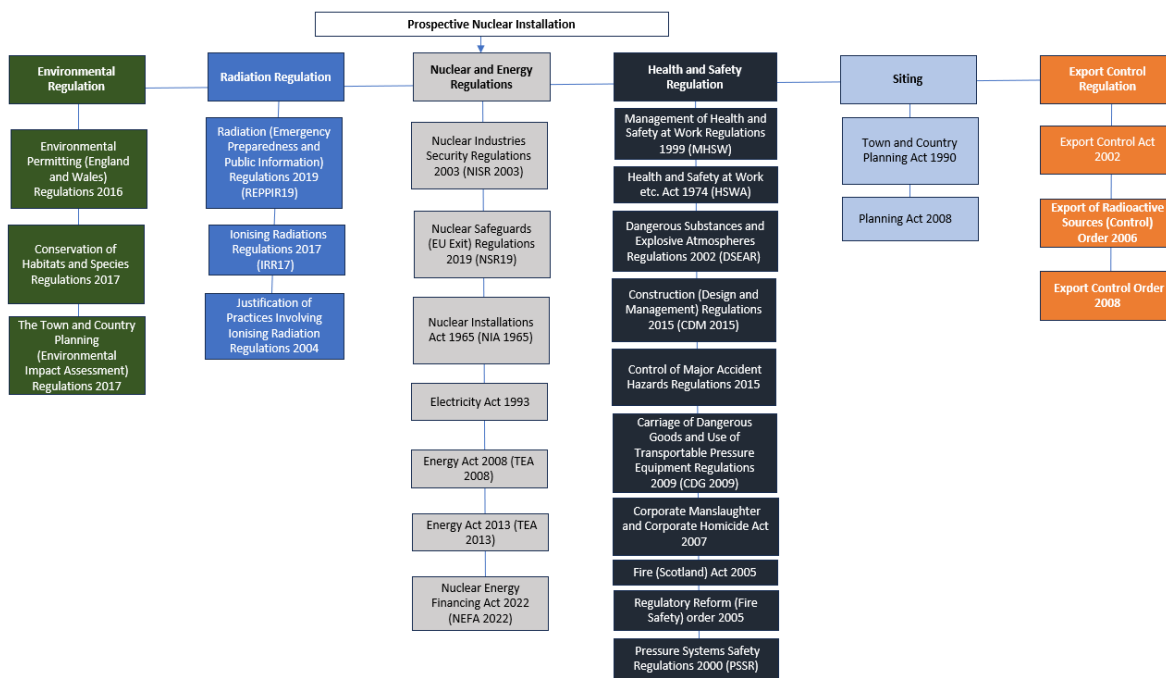 Prospective Nuclear Installation
Environmental
Regulation
Environmental
Permitting (England
and Wales)
Regulations 2016
Conservation of
Habitats and Species
Regulations 2017
The Town and Country
Planning
(Environmental
Impact Assessment)
Regulations 2017
Radiation Regulation
Radiation (Emergency
Preparedness and
Public Information)
Regulations 2019
(REPPIR19)
Ionising Radiations
Regulations 2017
(IRR17)
Justification of
Practices Involving
Ionising Radiation
Regulations 2004
Nuclear and Energy
Regulations
Nuclear Industries
Security Regulations
2003 (NISR 2003)
Nuclear Safeguards
(EU Exit) Regulations
2019 (NSR19)
Nuclear Installations
Act 1965 (NIA 1965)
Electricity Act 1993
Energy Act 2008 (TEA
2008)
Energy Act 2013 (TEA
2013)
Nuclear Energy
Financing Act 2022
(NEFA 2022)
Health and Safety
Regulation
Management of Health and
Safety at Work Regulations
1999 (MHSW)
Health and Safety at Work
etc. Act 1974 (HSWA)
Dangerous Substances and
Explosive Atmospheres
Regulations 2002 (DSEAR)
Construction (Design and
Management) Regulations
2015 (CDM 2015)
Control of Major Accident
Hazards Regulations 2015
Carriage of Dangerous
Goods and Use of
Transportable Pressure
Equipment Regulations
2009 (CDG 2009)
Corporate Manslaughter
and Corporate Homicide Act
2007
Fire (Scotland) Act 2005
Regulatory Reform (Fire
Safety) order 2005
Pressure Systems Safety
Regulations 2000 (PSSR)
Siting
Town and Country
Planning Act 1990
Planning Act 2008
Export Control
Regulation
Export Control Act
2002
Export of Radioactive
Sources (Control)
Order 2006
Export Control Order
2008